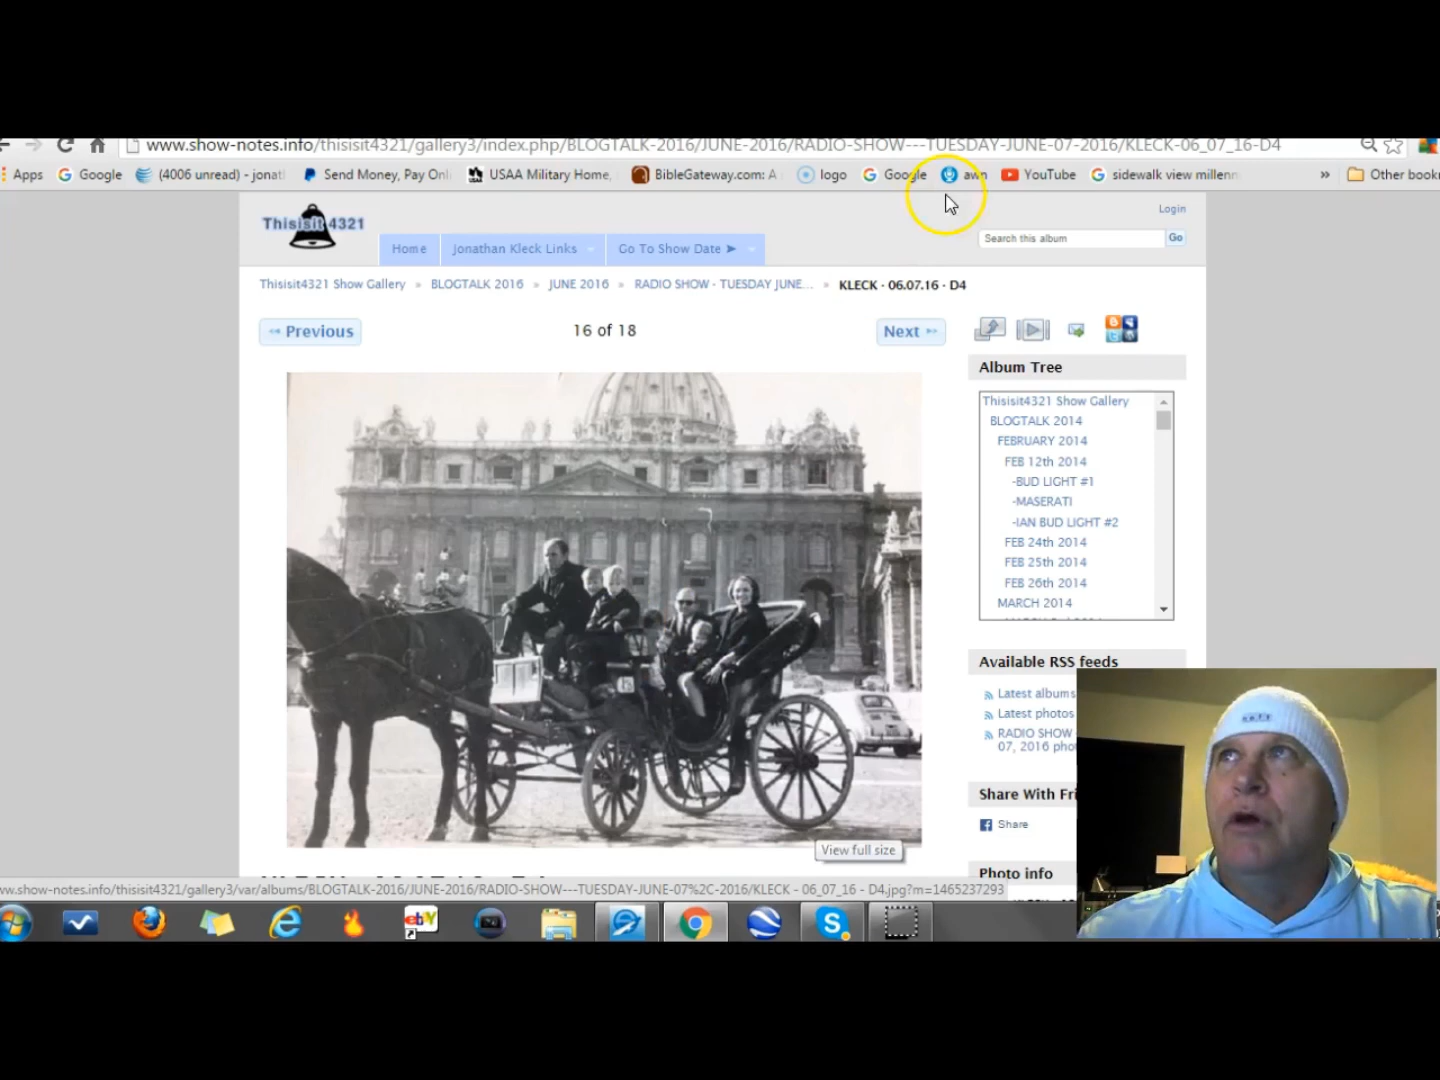 www.show-notes.info/thisisit4321/gallery3/index.php/BLOGTALK-2016/JUNE-2016/RADIO-SHOW---TUESDAY-JUNE-07-2016/KLECK-06_07_16-D4
Apps Google (4006 unread) - jonat Send Money, Pay Onl USAA Military Home, BibleGateway.com: A logo Google awn YouTube sidewalk view millenn » Other book
Thisisit4321
Login
Search this album Go
Home Jonathan Kleck Links Go To Show Date ►
Thisisit4321 Show Gallery » BLOGTALK 2016 » JUNE 2016 » RADIO SHOW - TUESDAY JUNE... » KLECK - 06.07.16 - D4
Previous 16 of 18 Next
Album Tree
Thisisit4321 Show Gallery
BLOGTALK 2014
FEBRUARY 2014
FEB 12th 2014
-BUD LIGHT #1
-MASERATI
-IAN BUD LIGHT #2
FEB 24th 2014
FEB 25th 2014
FEB 26th 2014
MARCH 2014
Available RSS feeds
Latest albums
Latest photos
RADIO SHOW -
07, 2016 pho
Share With Fri
Share
View full size
Photo info
ww.show-notes.info/thisisit4321/gallery3/var/albums/BLOGTALK-2016/JUNE-2016/RADIO-SHOW---TUESDAY-JUNE-07%2C-2016/KLECK - 06_07_16 - D4.jpg?m=1465237293
ebY